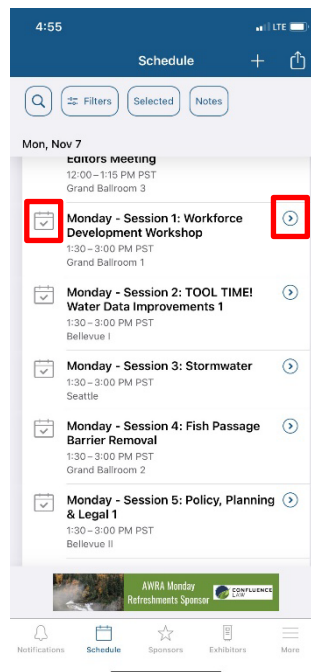 4:55
LTE
Schedule
Filters
Selected
Notes
Mon, Nov 7
Editors Meeting
12:00–1:15 PM PST
Grand Ballroom 3
Monday - Session 1: Workforce
Development Workshop
1:30–3:00 PM PST
Grand Ballroom 1
Monday - Session 2: TOOL TIME!
Water Data Improvements 1
1:30–3:00 PM PST
Bellevue I
Monday - Session 3: Stormwater
1:30–3:00 PM PST
Seattle
Monday - Session 4: Fish Passage
Barrier Removal
1:30–3:00 PM PST
Grand Ballroom 2
Monday - Session 5: Policy, Planning
& Legal 1
1:30–3:00 PM PST
Bellevue II
AWRA Monday
Refreshments Sponsor
CONFLUENCE
LAW
Notifications
Schedule
Sponsors
Exhibitors
More